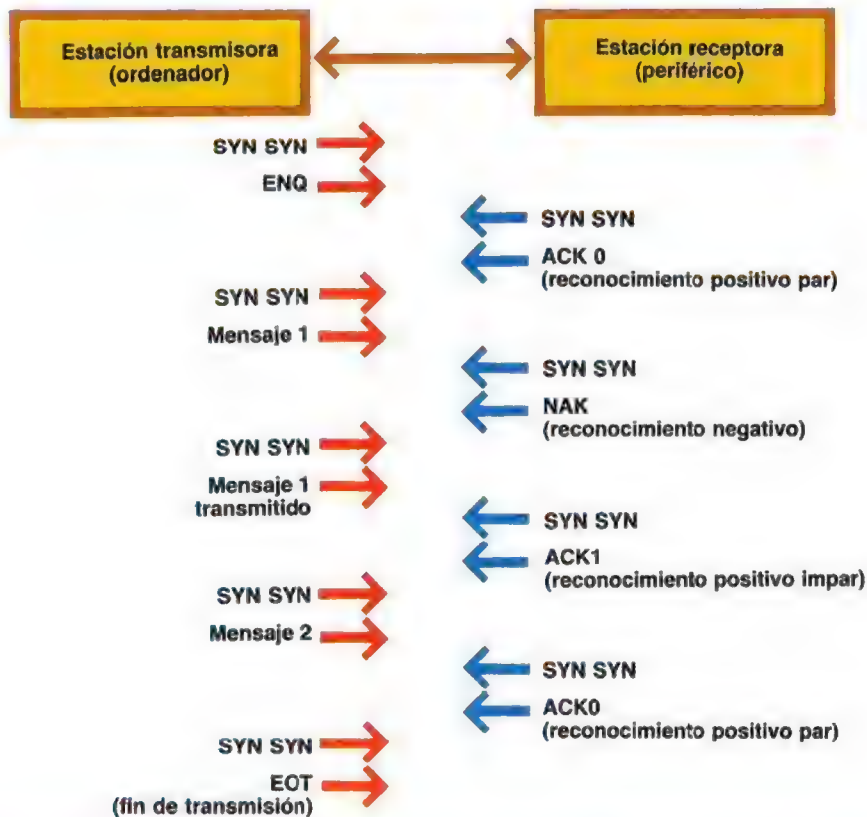 Estación transmisora
(ordenador)
Estación receptora
(periférico)
SYN SYN
ENQ
SYN SYN
ACK 0
(reconocimiento positivo par)
SYN SYN
Mensaje 1
SYN SYN
NAK
(reconocimiento negativo)
SYN SYN
Mensaje 1
transmitido
SYN SYN
ACK1
(reconocimiento positivo impar)
SYN SYN
Mensaje 2
SYN SYN
ACK0
(reconocimiento positivo par)
SYN SYN
EOT
(fin de transmisión)